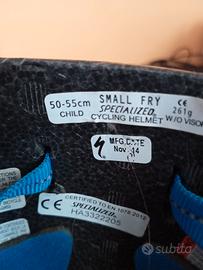 50-55cm SMALL FRY CE
CHILD SPECIALIZED 261g
CYCLING HELMET W/O VISOR
MFG.DATE
Nov. 14
CE CERTIFIED TO EN 1078:2012
SPECIALIZED
HA3322205
subito